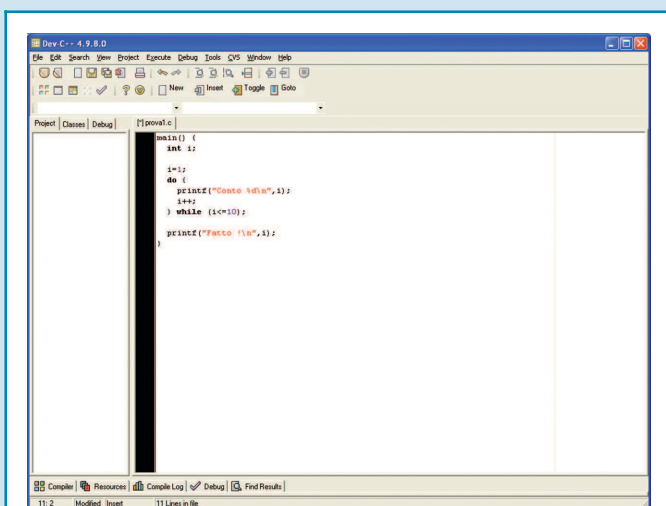 Dev-C++ 4.9.8.0
File Edit Search View Project Execute Debug Tools CVS Window Help
New Insert Toggle Goto
Project Classes Debug [*] prova1.c
main() {
int i;
i=1;
do {
printf("Conto %d\n",i);
i++;
} while (i<=10);
printf("Fatto !\n",i);
}
Compiler Resources Compile Log Debug Find Results
11: 2 Modified Insert 11 Lines in file